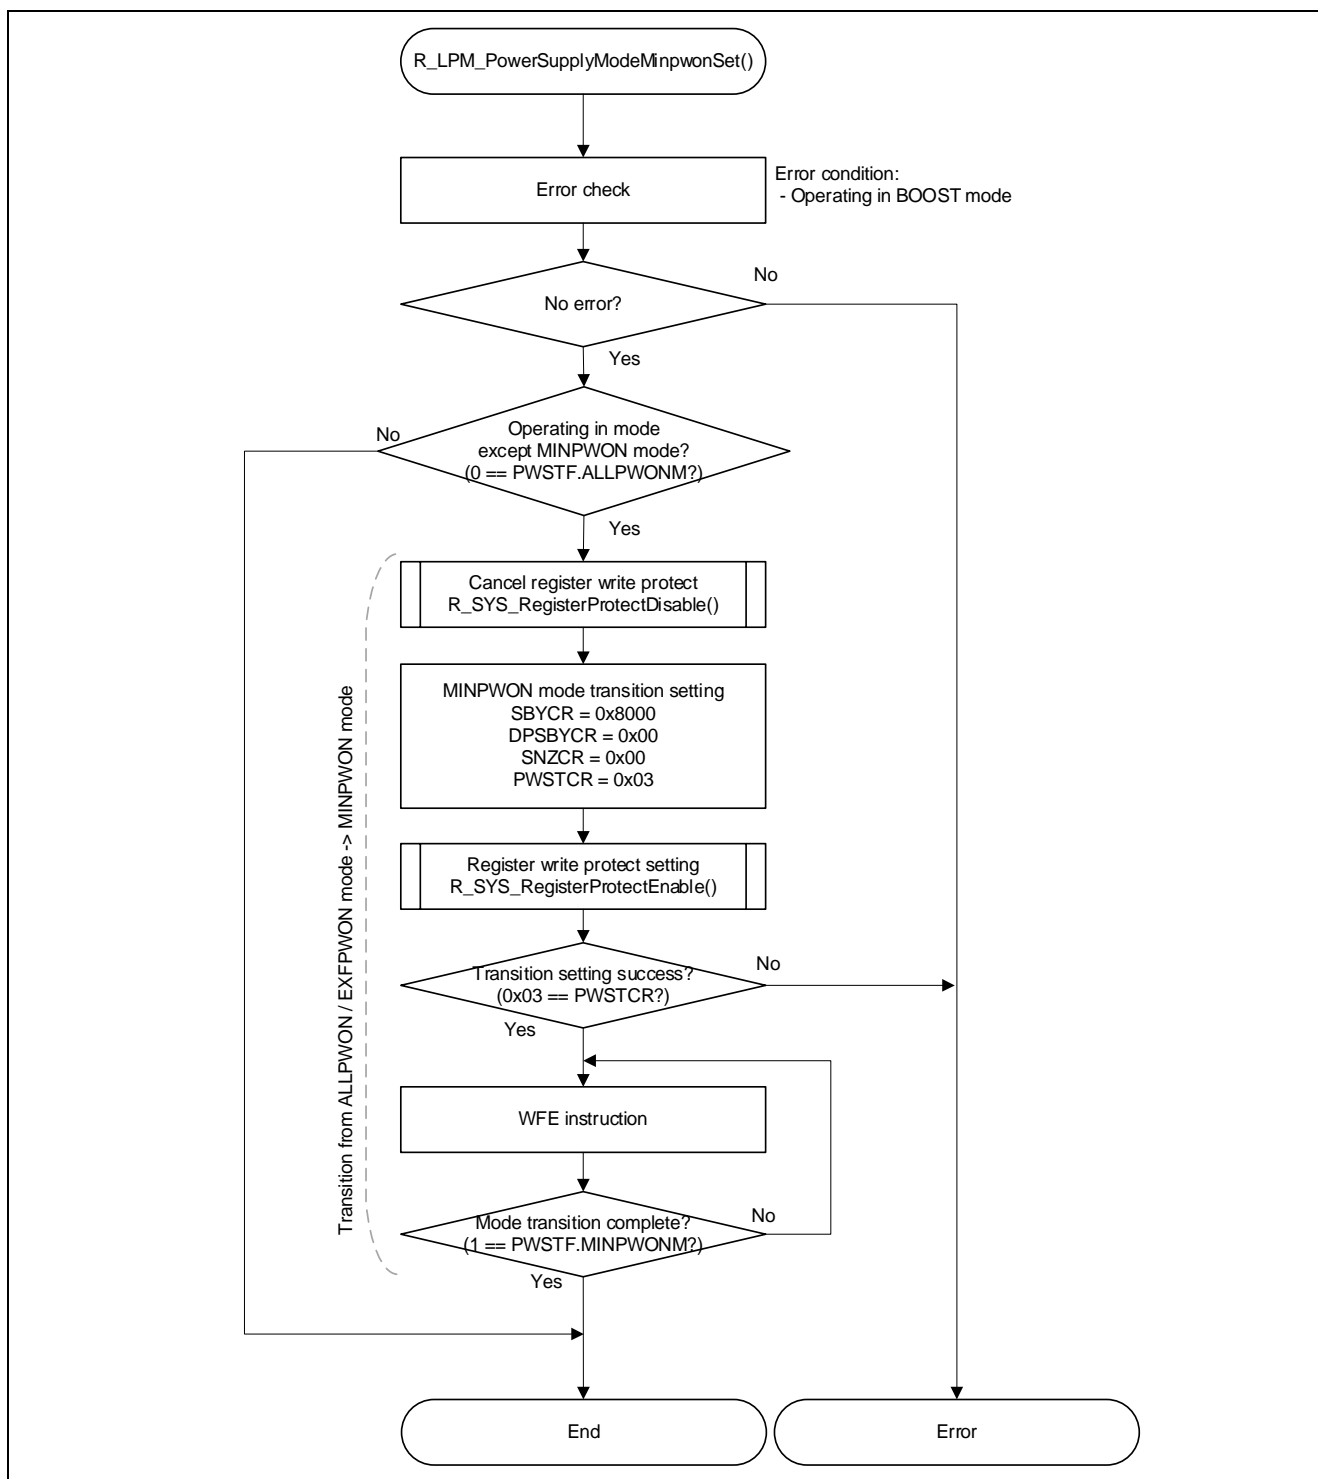 R_LPM_PowerSupplyModeMinpwonSet()
Error check
Error condition:
- Operating in BOOST mode
No error?
No
Yes
Operating in mode
except MINPWON mode?
(0 == PWSTF.ALLPWONM?)
No
Yes
Transition from ALLPWON / EXFPWON mode -> MINPWON mode
Cancel register write protect
R_SYS_RegisterProtectDisable()
MINPWON mode transition setting
SBYCR = 0x8000
DPSBYCR = 0x00
SNZCR = 0x00
PWSTCR = 0x03
Register write protect setting
R_SYS_RegisterProtectEnable()
Transition setting success?
(0x03 == PWSTCR?)
No
Yes
WFE instruction
Mode transition complete?
(1 == PWSTF.MINPWONM?)
No
Yes
End
Error